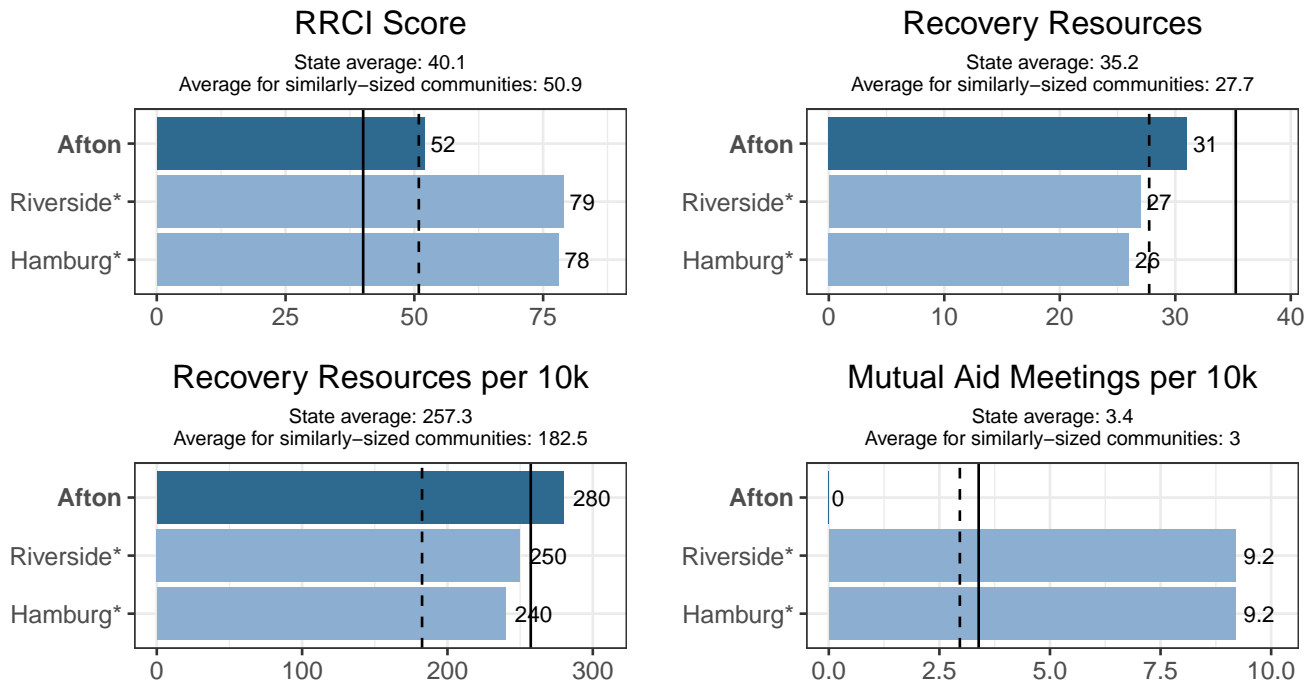 RRCI Score
State average: 40.1
Average for similarly−sized communities: 50.9
Afton
52
Riverside*
79
Hamburg*
78
0 25 50 75
Recovery Resources
State average: 35.2
Average for similarly−sized communities: 27.7
Afton
31
Riverside*
27
Hamburg*
26
0 10 20 30 40
Recovery Resources per 10k
State average: 257.3
Average for similarly−sized communities: 182.5
Afton
280
Riverside*
250
Hamburg*
240
0 100 200 300
Mutual Aid Meetings per 10k
State average: 3.4
Average for similarly−sized communities: 3
Afton
0
Riverside*
9.2
Hamburg*
9.2
0.0 2.5 5.0 7.5 10.0